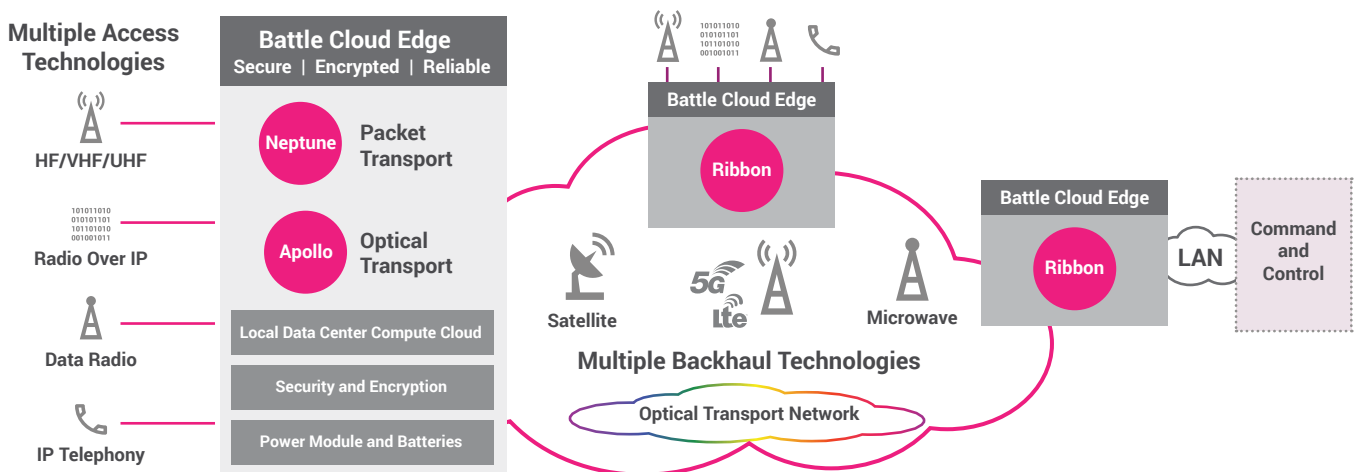 Multiple Access
Technologies
HF/VHF/UHF
101011010
010101101
101101010
001001011
Radio Over IP
Data Radio
IP Telephony
Battle Cloud Edge
Secure | Encrypted | Reliable
Neptune
Packet
Transport
Apollo
Optical
Transport
Local Data Center Compute Cloud
Security and Encryption
Power Module and Batteries
101011010
010101101
101101010
001001011
Battle Cloud Edge
Ribbon
Satellite
5G
Lte
Microwave
Multiple Backhaul Technologies
Optical Transport Network
Battle Cloud Edge
Ribbon
LAN
Command
and
Control